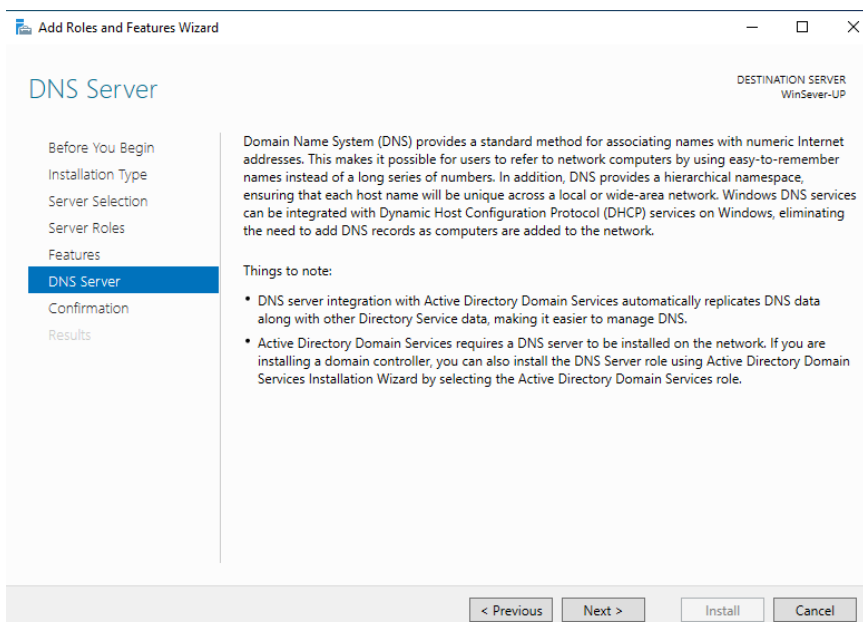 Add Roles and Features Wizard
DNS Server
DESTINATION SERVER
WinSever-UP
Before You Begin
Installation Type
Server Selection
Server Roles
Features
DNS Server
Confirmation
Results
Domain Name System (DNS) provides a standard method for associating names with numeric Internet
addresses. This makes it possible for users to refer to network computers by using easy-to-remember
names instead of a long series of numbers. In addition, DNS provides a hierarchical namespace,
ensuring that each host name will be unique across a local or wide-area network. Windows DNS services
can be integrated with Dynamic Host Configuration Protocol (DHCP) services on Windows, eliminating
the need to add DNS records as computers are added to the network.
Things to note:
• DNS server integration with Active Directory Domain Services automatically replicates DNS data
along with other Directory Service data, making it easier to manage DNS.
• Active Directory Domain Services requires a DNS server to be installed on the network. If you are
installing a domain controller, you can also install the DNS Server role using Active Directory Domain
Services Installation Wizard by selecting the Active Directory Domain Services role.
< Previous
Next >
Install
Cancel